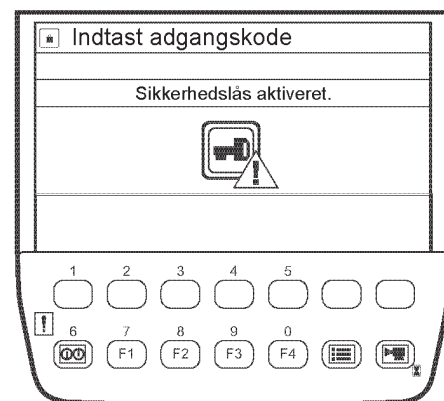 Indtast adgangskode
Sikkerhedslås aktiveret.
!
1 2 3 4 5
!
6 7 8 9 0
F1 F2 F3 F4